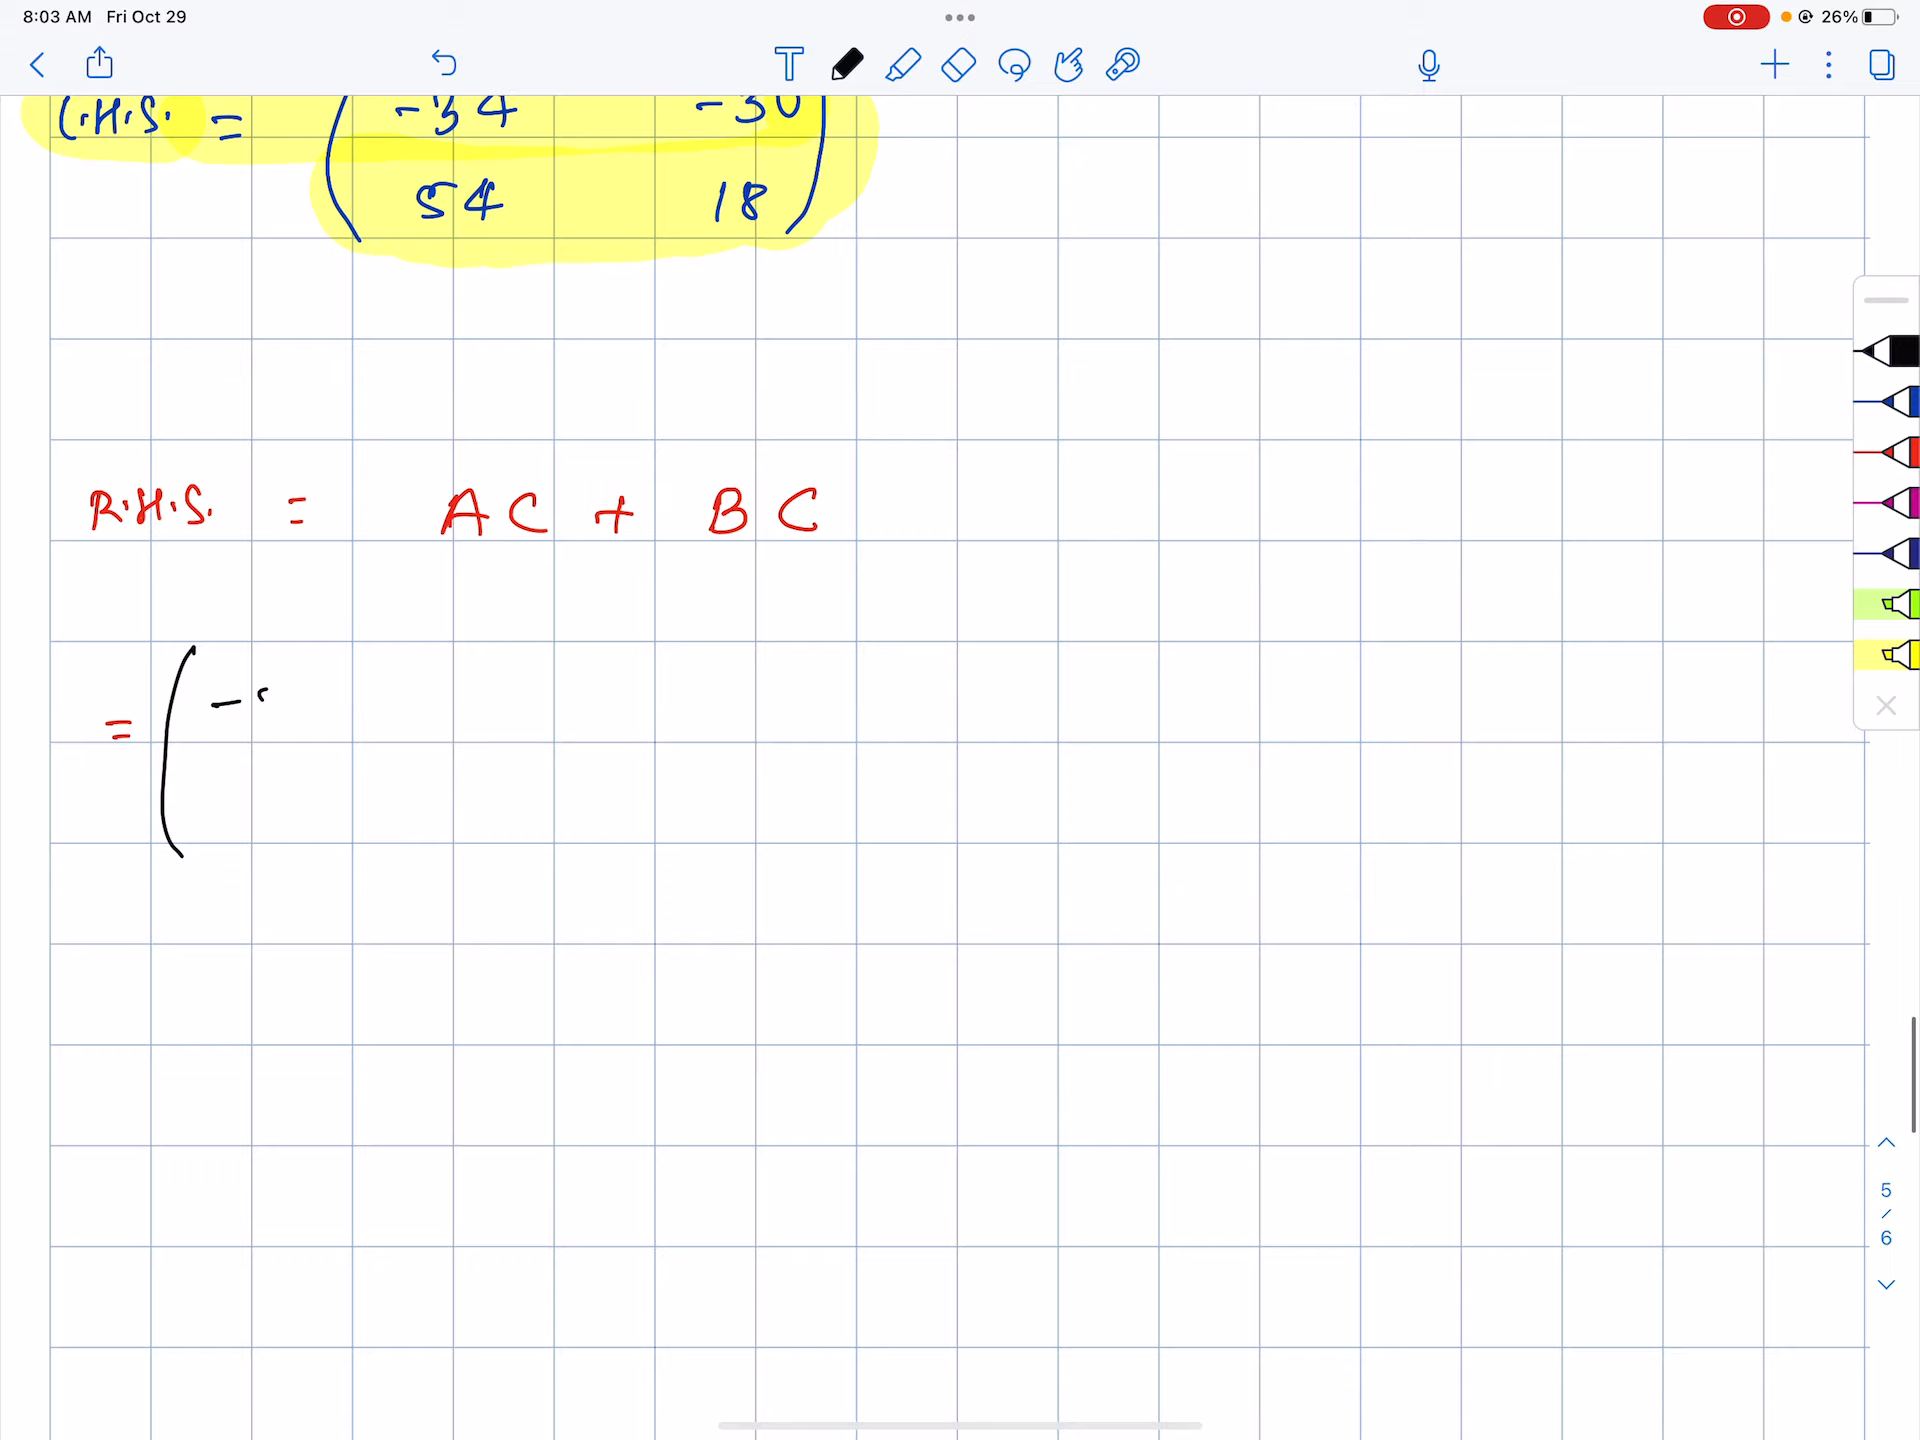 8:03 AM Fri Oct 29
26%
L.H.S. = ( -34 -30
54 18 )
R.H.S. = AC + BC
= ( -
5
/
6